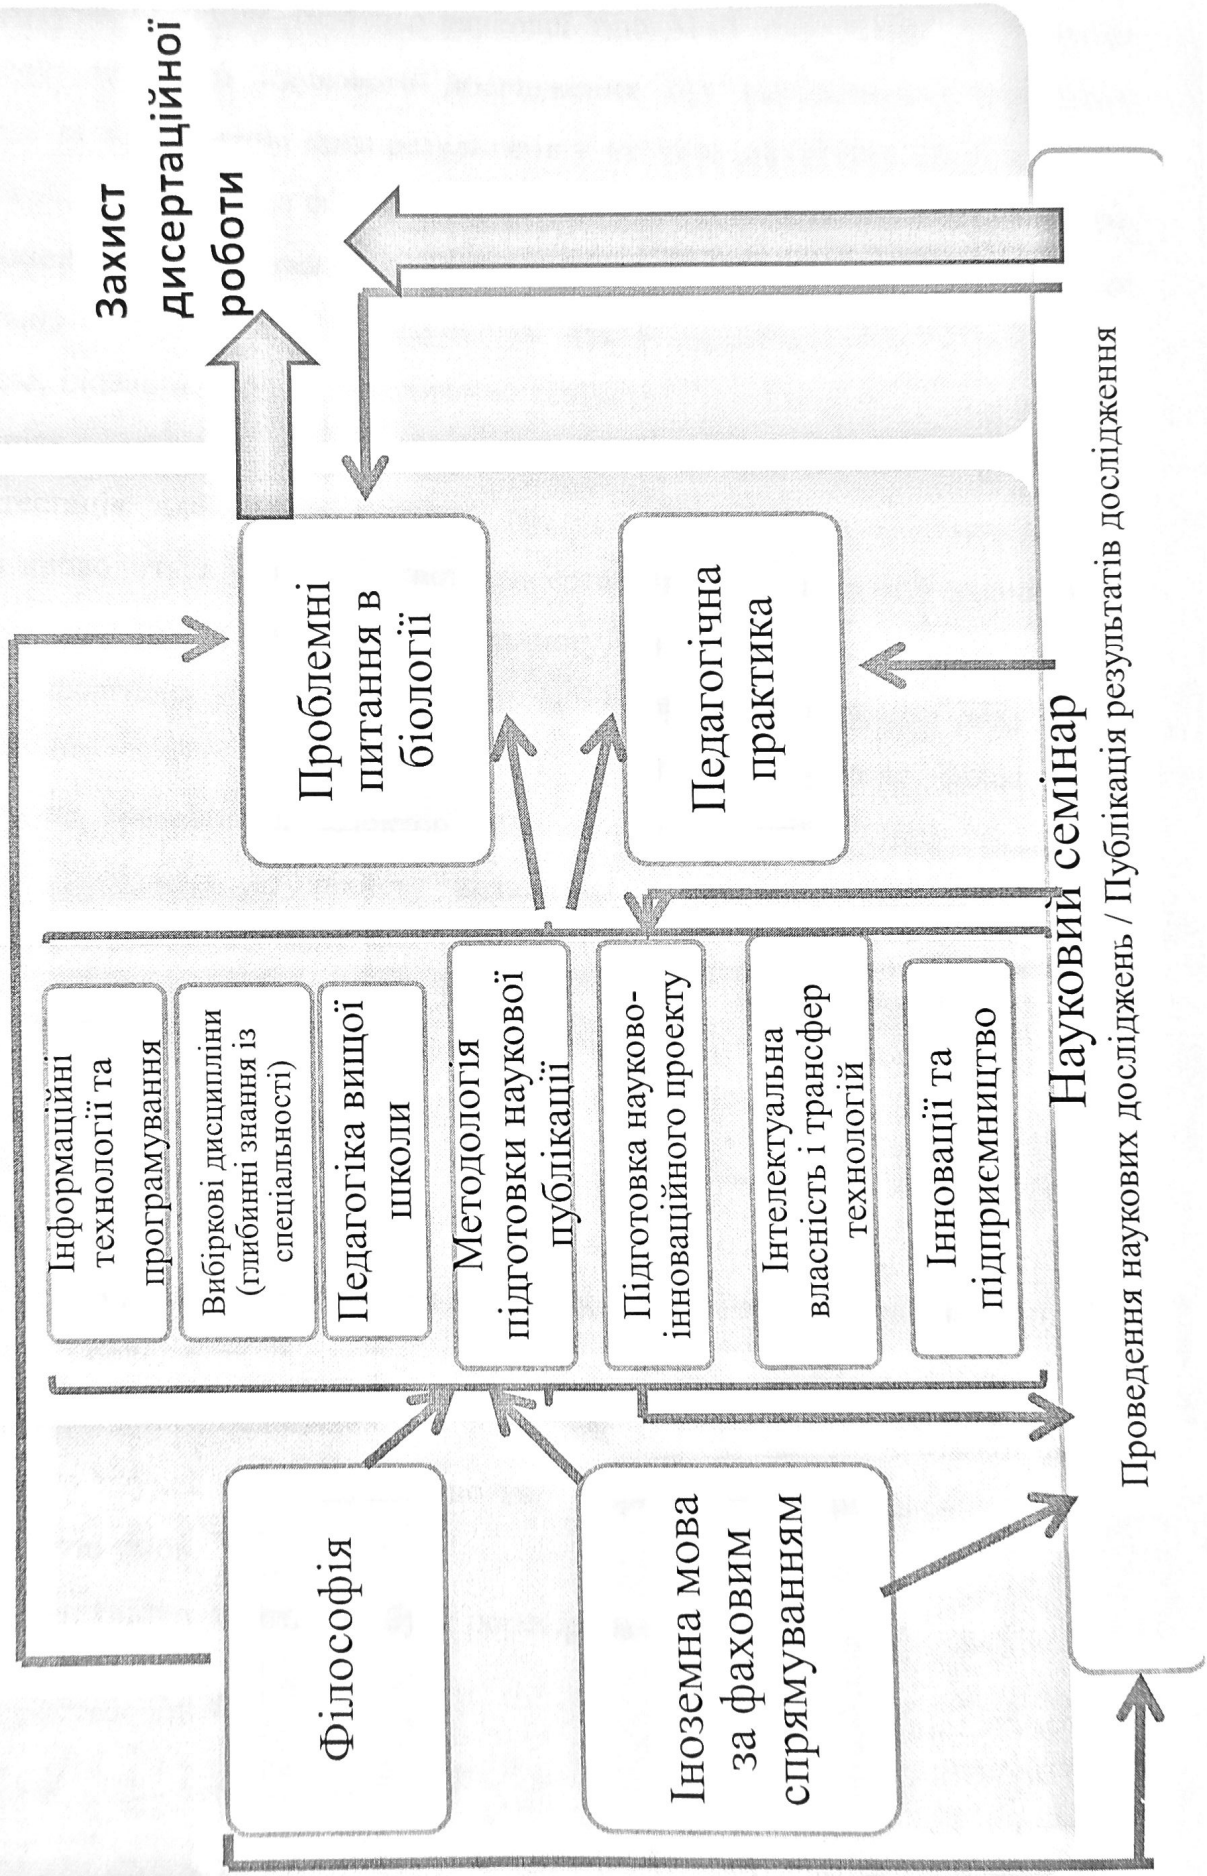 Філософія
Іноземна мова
за фаховим
спрямуванням
Інформаційні
технології та
програмування
Вибіркові дисципліни
(глибинні знання із
спеціальності)
Педагогіка вищої
школи
Методологія
підготовки наукової
публікації
Підготовка науково-
інноваційного проекту
Інтелектуальна
власність і трансфер
технологій
Інновації та
підприємництво
Проблемні
питання в
біології
Педагогічна
практика
Захист
дисертаційної
роботи
Науковий семінар
Проведення наукових досліджень / Публікація результатів дослідження